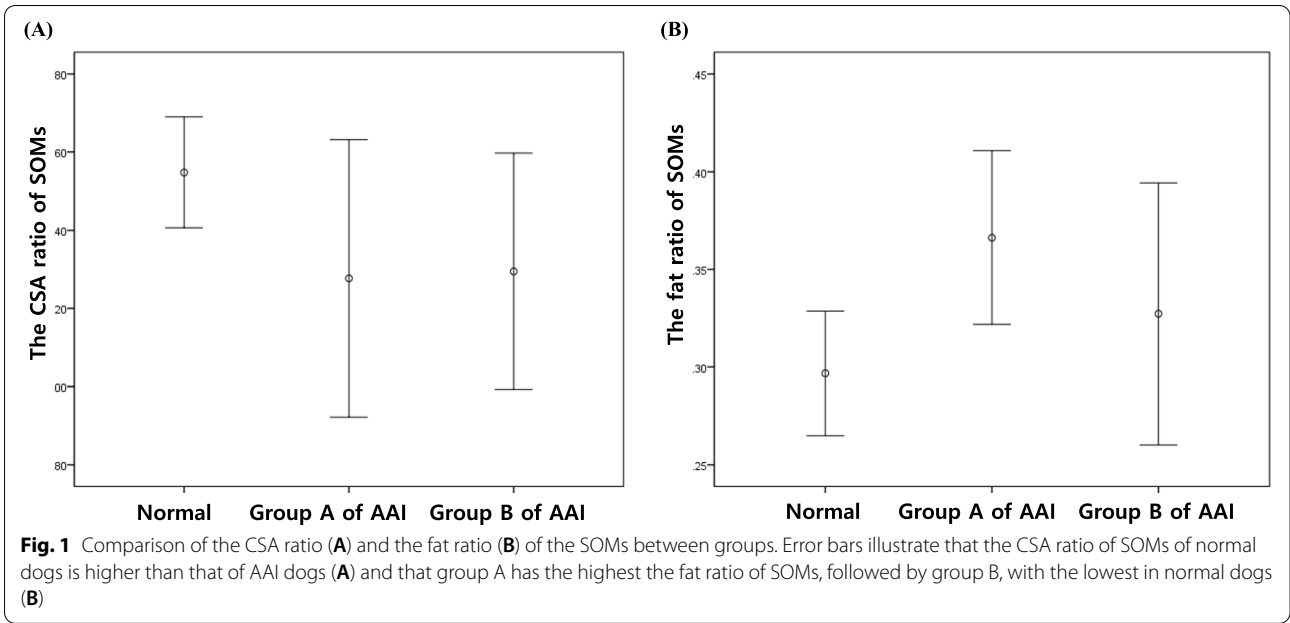 (A)
80
60
40
20
00
80
The CSA ratio of SOMs
Normal
Group A of AAI
Group B of AAI
(B)
.45
.40
.35
.30
.25
The fat ratio of SOMs
Normal
Group A of AAI
Group B of AAI
Fig. 1 Comparison of the CSA ratio (A) and the fat ratio (B) of the SOMs between groups. Error bars illustrate that the CSA ratio of SOMs of normal
dogs is higher than that of AAI dogs (A) and that group A has the highest the fat ratio of SOMs, followed by group B, with the lowest in normal dogs
(B)